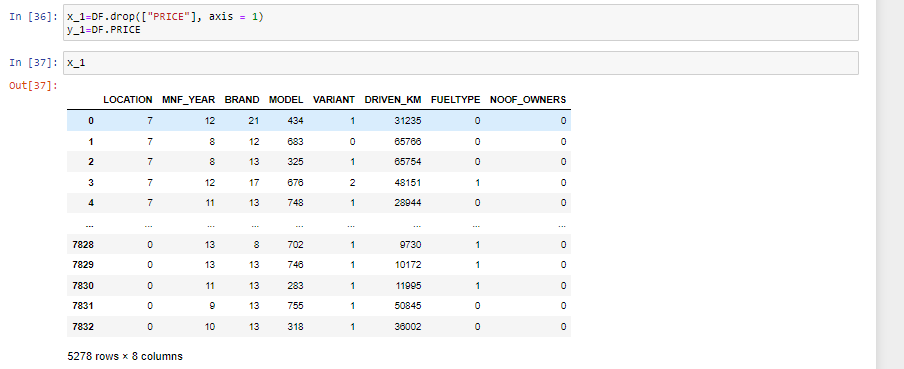 In [36]: x_1=DF.drop(["PRICE"], axis = 1)
y_1=DF.PRICE
In [37]: x_1
Out[37]:
LOCATION MNF_YEAR BRAND MODEL VARIANT DRIVEN_KM FUELTYPE NOOF_OWNERS
0 7 12 21 434 1 31235 0 0
1 7 8 12 683 0 65766 0 0
2 7 8 13 325 1 65754 0 0
3 7 12 17 676 2 48151 1 0
4 7 11 13 748 1 28944 0 0
... ... ... ... ... ... ... ... ...
7828 0 13 8 702 1 9730 1 0
7829 0 13 13 746 1 10172 1 0
7830 0 11 13 283 1 11995 1 0
7831 0 9 13 755 1 50845 0 0
7832 0 10 13 318 1 36002 0 0
5278 rows × 8 columns